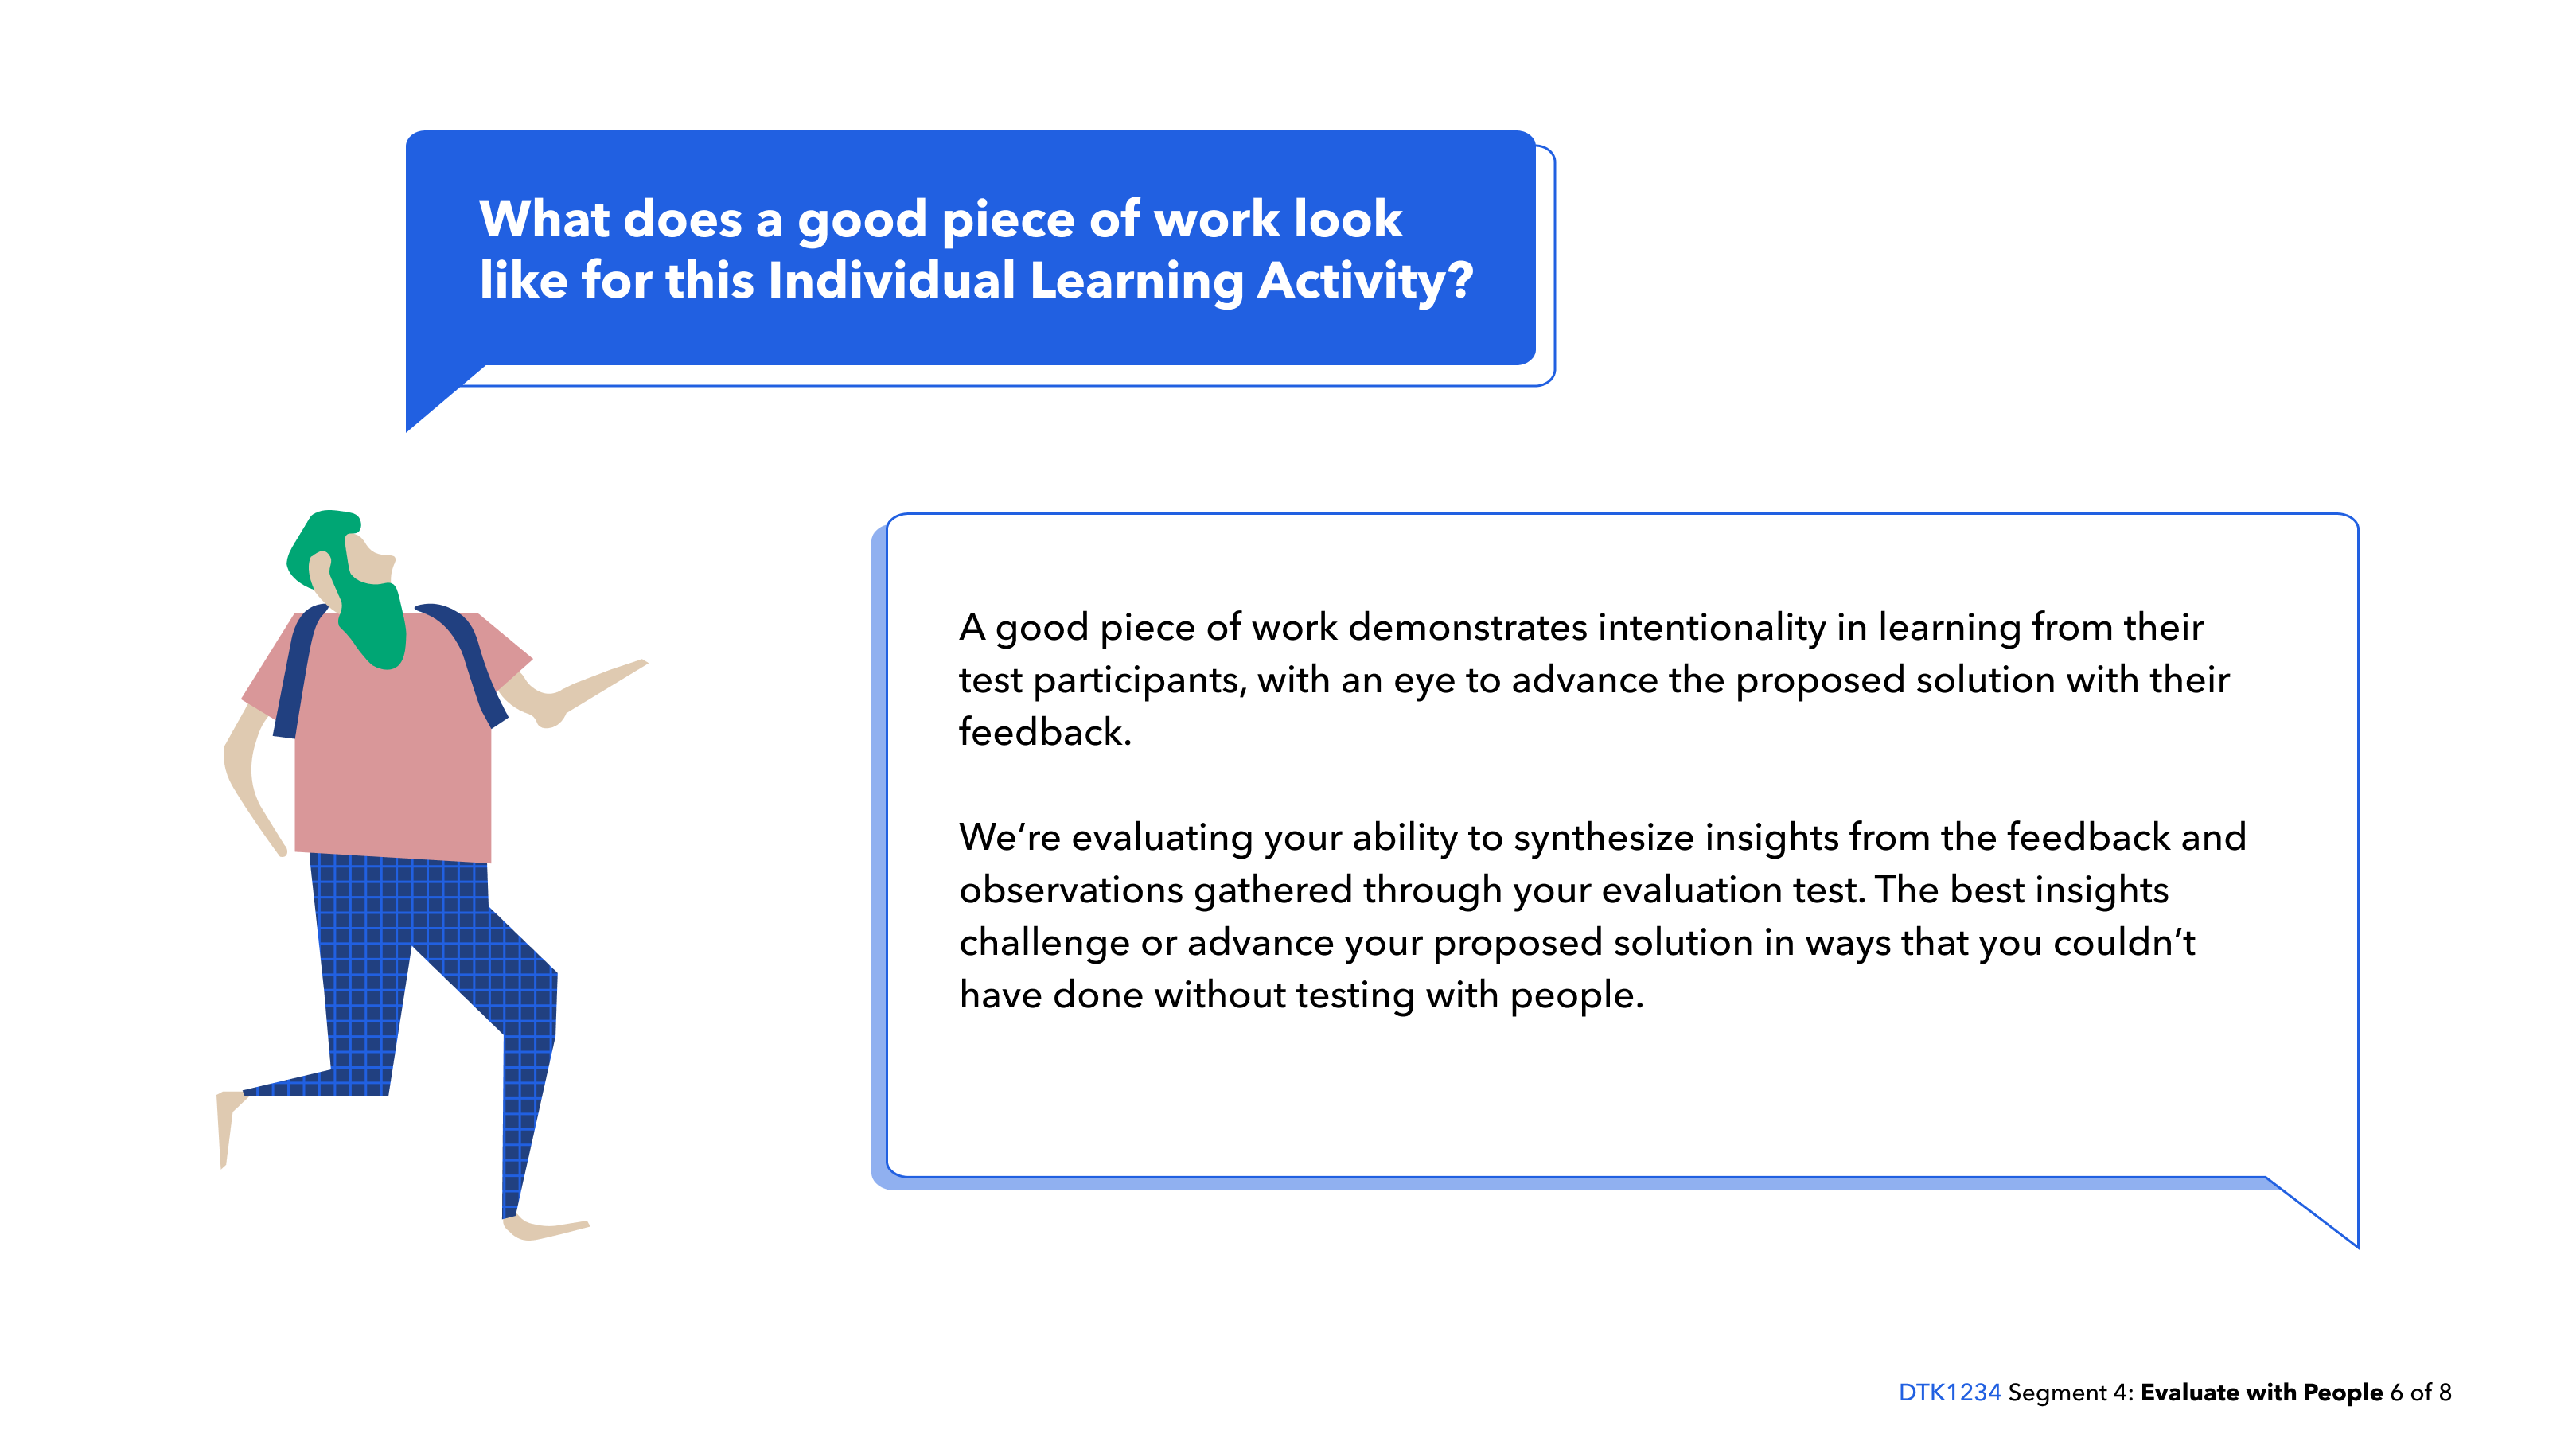 What does a good piece of work look
like for this Individual Learning Activity?
A good piece of work demonstrates intentionality in learning from their
test participants, with an eye to advance the proposed solution with their
feedback.
We’re evaluating your ability to synthesize insights from the feedback and
observations gathered through your evaluation test. The best insights
challenge or advance your proposed solution in ways that you couldn’t
have done without testing with people.
DTK1234 Segment 4: Evaluate with People 6 of 8